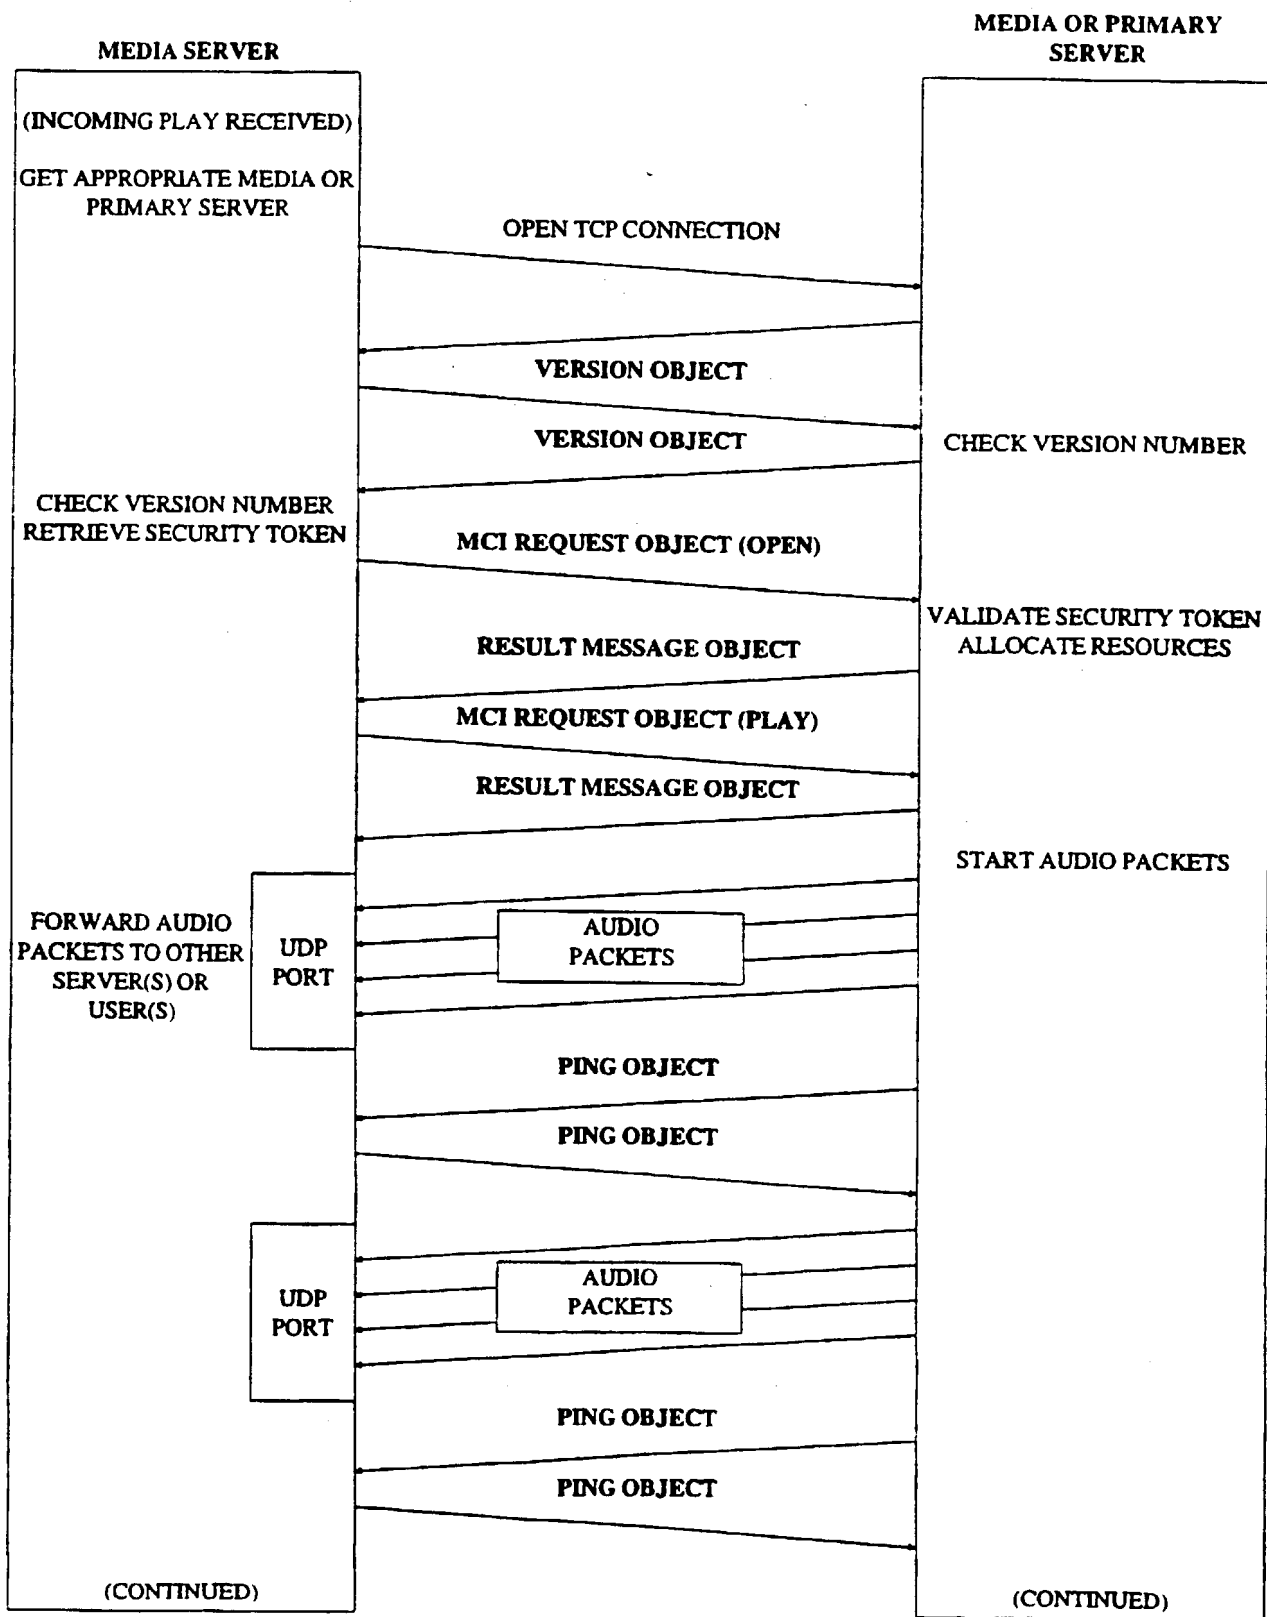 MEDIA SERVER
MEDIA OR PRIMARY
SERVER
(INCOMING PLAY RECEIVED)
GET APPROPRIATE MEDIA OR
PRIMARY SERVER
OPEN TCP CONNECTION
VERSION OBJECT
VERSION OBJECT
CHECK VERSION NUMBER
CHECK VERSION NUMBER
RETRIEVE SECURITY TOKEN
MCI REQUEST OBJECT (OPEN)
VALIDATE SECURITY TOKEN
ALLOCATE RESOURCES
RESULT MESSAGE OBJECT
MCI REQUEST OBJECT (PLAY)
RESULT MESSAGE OBJECT
START AUDIO PACKETS
FORWARD AUDIO
PACKETS TO OTHER
SERVER(S) OR
USER(S)
UDP
PORT
AUDIO
PACKETS
PING OBJECT
PING OBJECT
UDP
PORT
AUDIO
PACKETS
PING OBJECT
PING OBJECT
(CONTINUED)
(CONTINUED)